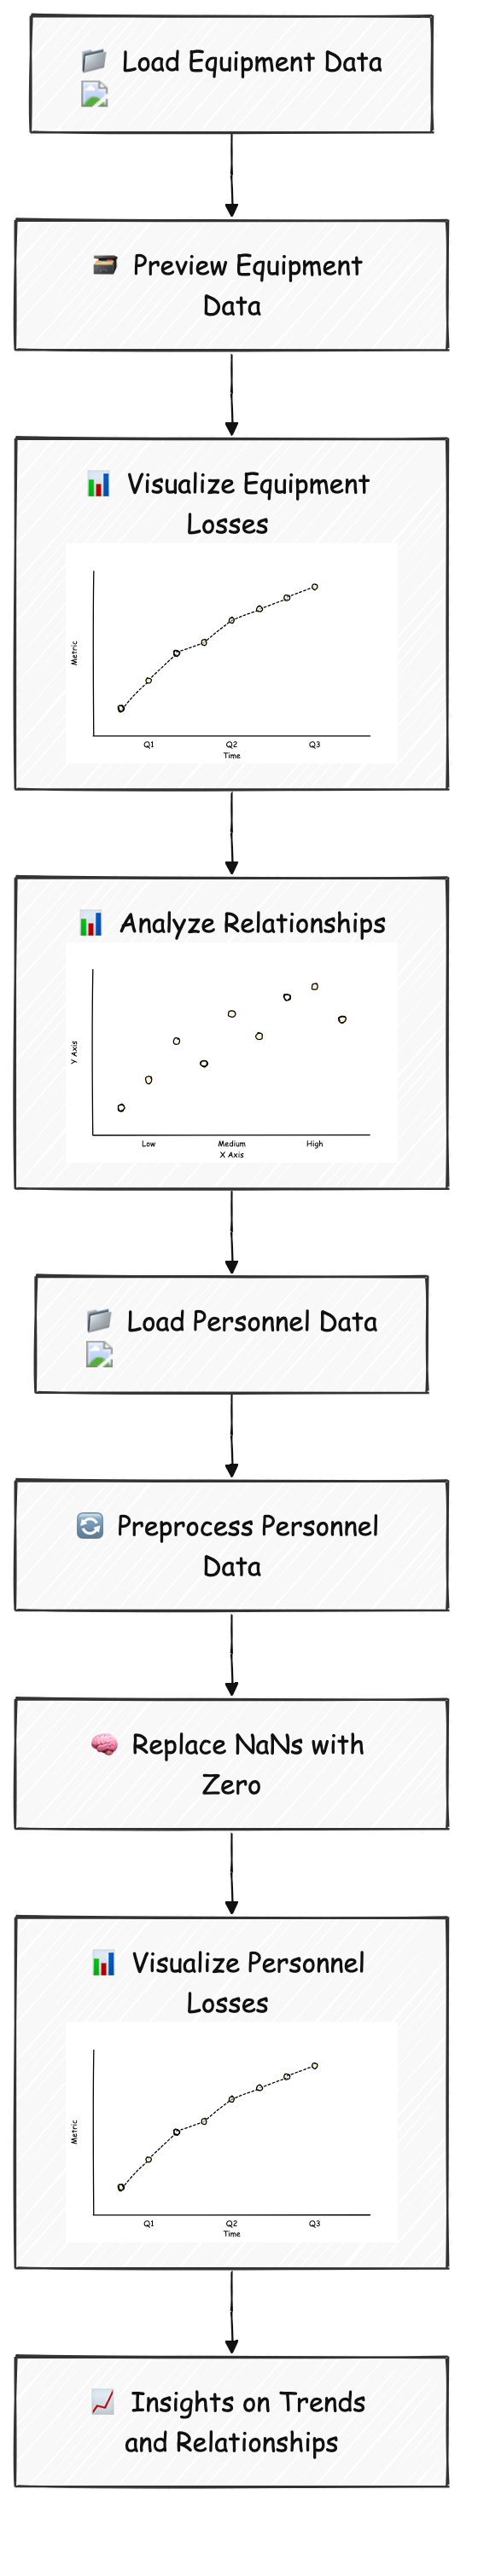 Load Equipment Data
Preview Equipment
Data
Visualize Equipment
Losses
Metric
Q1 Q2 Q3
Time
Analyze Relationships
Y Axis
Low Medium High
X Axis
Load Personnel Data
Preprocess Personnel
Data
Replace NaNs with
Zero
Visualize Personnel
Losses
Metric
Q1 Q2 Q3
Time
Insights on Trends
and Relationships